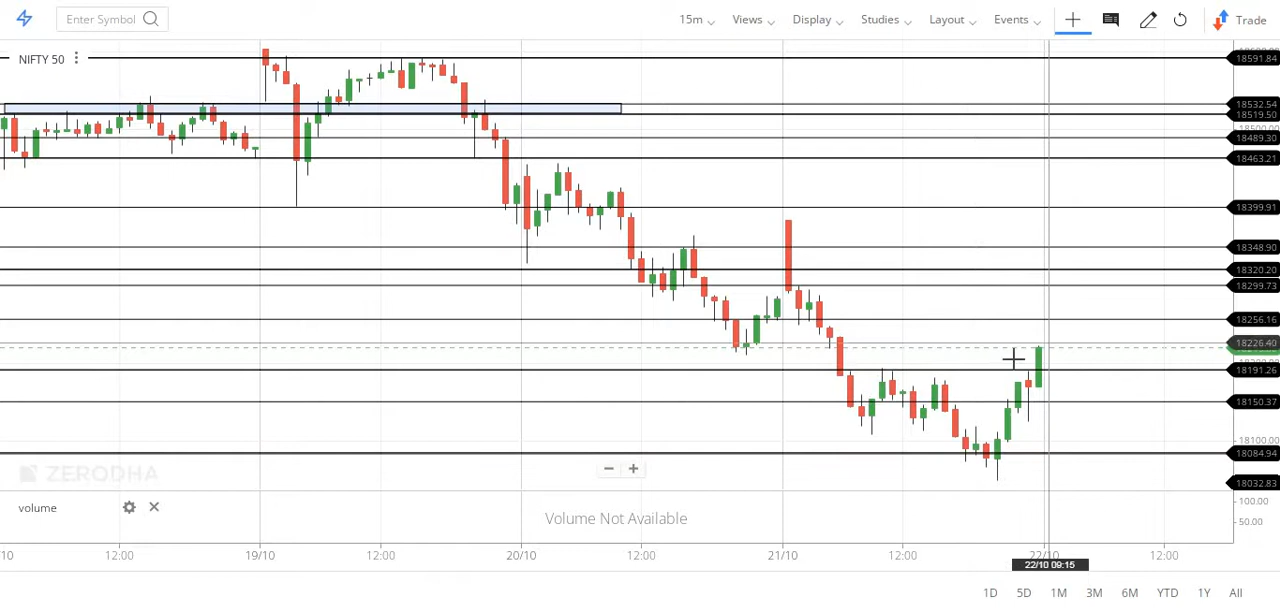 Enter Symbol 15m Views Display Studies Layout Events Trade
NIFTY 50
18591.84
18532.54
18519.50
18489.30
18463.21
18399.91
18348.90
18320.20
18299.73
18256.16
18226.40
18191.26
18150.37
18100.00
18084.94
ZERODHA
18032.83
volume
100.00
Volume Not Available
50.00
/10 12:00 19/10 12:00 20/10 12:00 21/10 12:00 22/10 12:00
22/10 09:15
1D 5D 1M 3M 6M YTD 1Y All